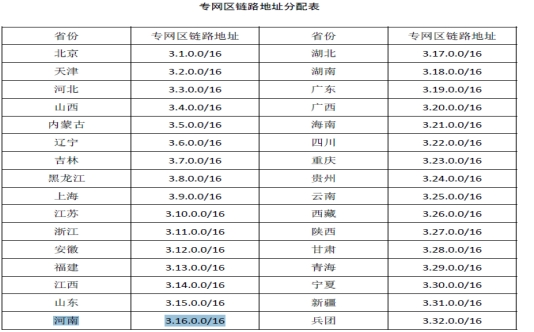 专网区链路地址分配表
省份 专网区链路地址 省份 专网区链路地址
北京 3.1.0.0/16 湖北 3.17.0.0/16
天津 3.2.0.0/16 湖南 3.18.0.0/16
河北 3.3.0.0/16 广东 3.19.0.0/16
山西 3.4.0.0/16 广西 3.20.0.0/16
内蒙古 3.5.0.0/16 海南 3.21.0.0/16
辽宁 3.6.0.0/16 四川 3.22.0.0/16
吉林 3.7.0.0/16 重庆 3.23.0.0/16
黑龙江 3.8.0.0/16 贵州 3.24.0.0/16
上海 3.9.0.0/16 云南 3.25.0.0/16
江苏 3.10.0.0/16 西藏 3.26.0.0/16
浙江 3.11.0.0/16 陕西 3.27.0.0/16
安徽 3.12.0.0/16 甘肃 3.28.0.0/16
福建 3.13.0.0/16 青海 3.29.0.0/16
江西 3.14.0.0/16 宁夏 3.30.0.0/16
山东 3.15.0.0/16 新疆 3.31.0.0/16
河南 3.16.0.0/16 兵团 3.32.0.0/16